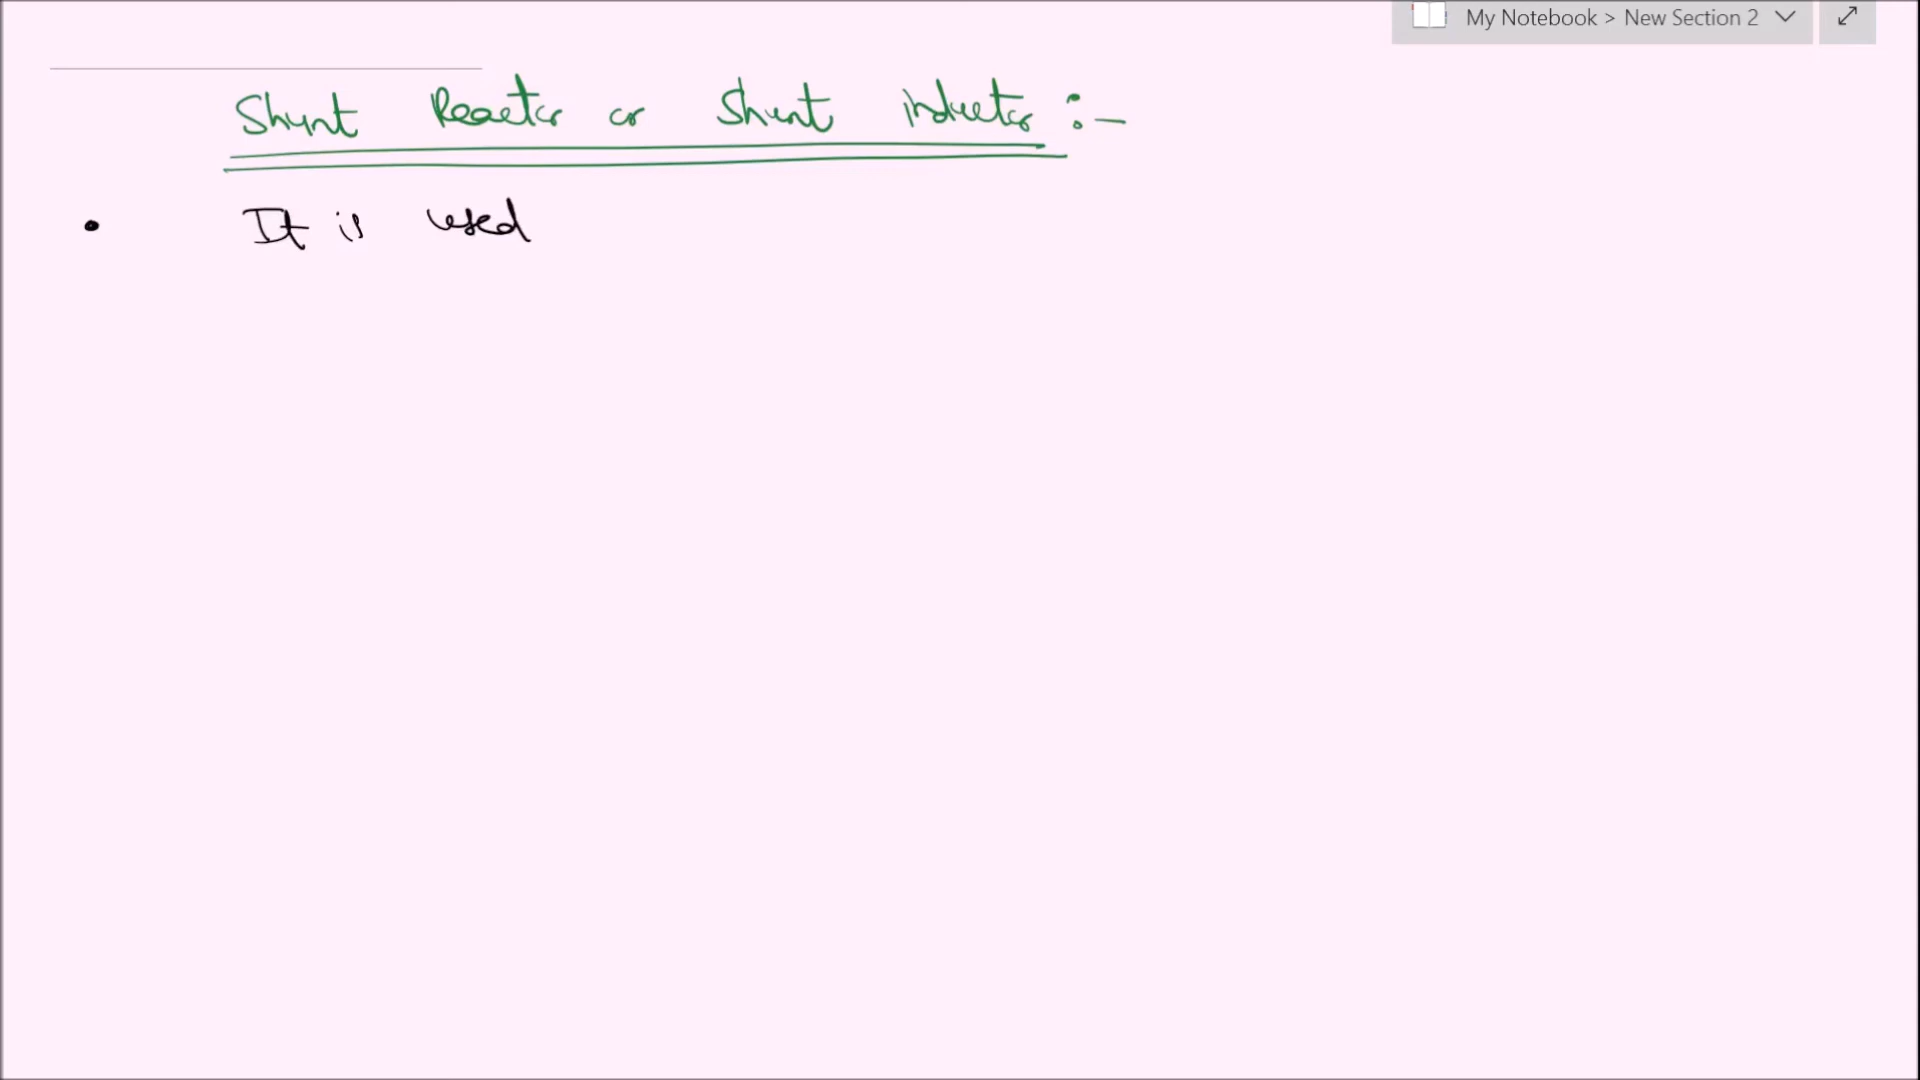 My Notebook > New Section 2
Shunt Reactor or Shunt inductor :-
• It is used